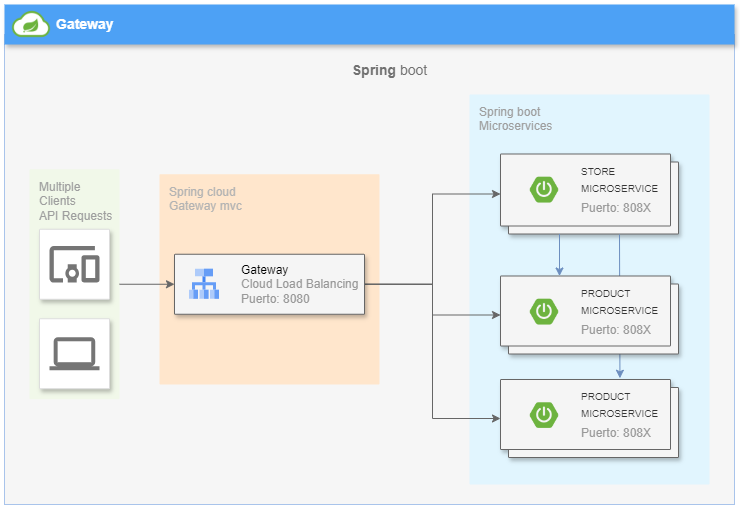 Gateway
Spring boot
Spring boot
Microservices
Multiple
Clients
API Requests
Spring cloud
Gateway mvc
Gateway
Cloud Load Balancing
Puerto: 8080
STORE
MICROSERVICE
Puerto: 808X
PRODUCT
MICROSERVICE
Puerto: 808X
PRODUCT
MICROSERVICE
Puerto: 808X